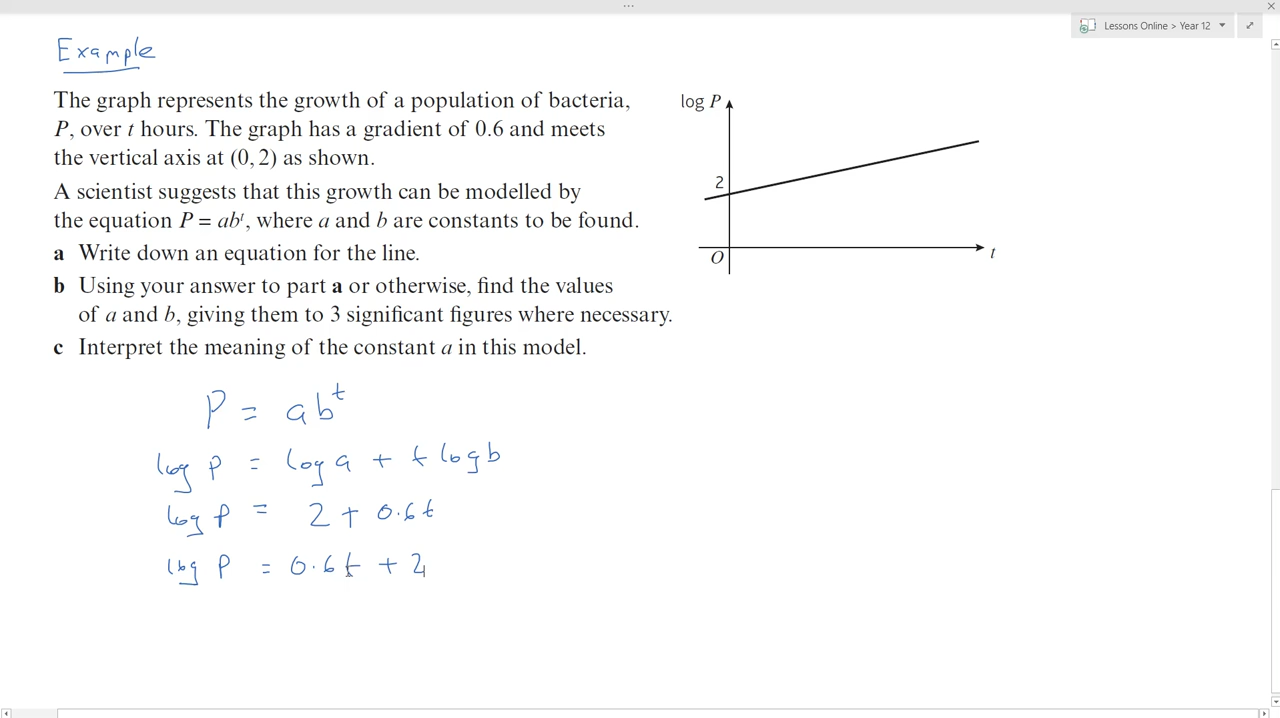 Lessons Online > Year 12
Example
The graph represents the growth of a population of bacteria,
P, over t hours. The graph has a gradient of 0.6 and meets
the vertical axis at (0, 2) as shown.
A scientist suggests that this growth can be modelled by
the equation P = abᵗ, where a and b are constants to be found.
a Write down an equation for the line.
b Using your answer to part a or otherwise, find the values
of a and b, giving them to 3 significant figures where necessary.
c Interpret the meaning of the constant a in this model.
log P
2
O
t
P = abᵗ
log P = log a + t log b
log P = 2 + 0.6t
log P = 0.6t + 2